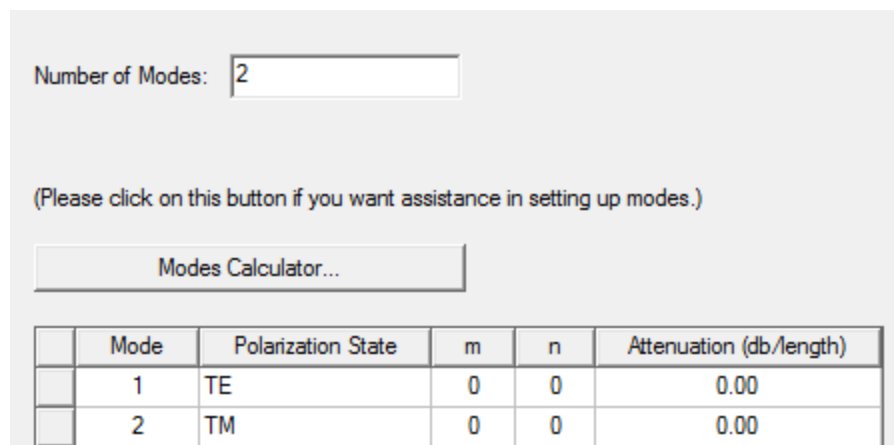 Number of Modes: 2
(Please click on this button if you want assistance in setting up modes.)
Modes Calculator...
Mode Polarization State m n Attenuation (db/length)
1 TE 0 0 0.00
2 TM 0 0 0.00